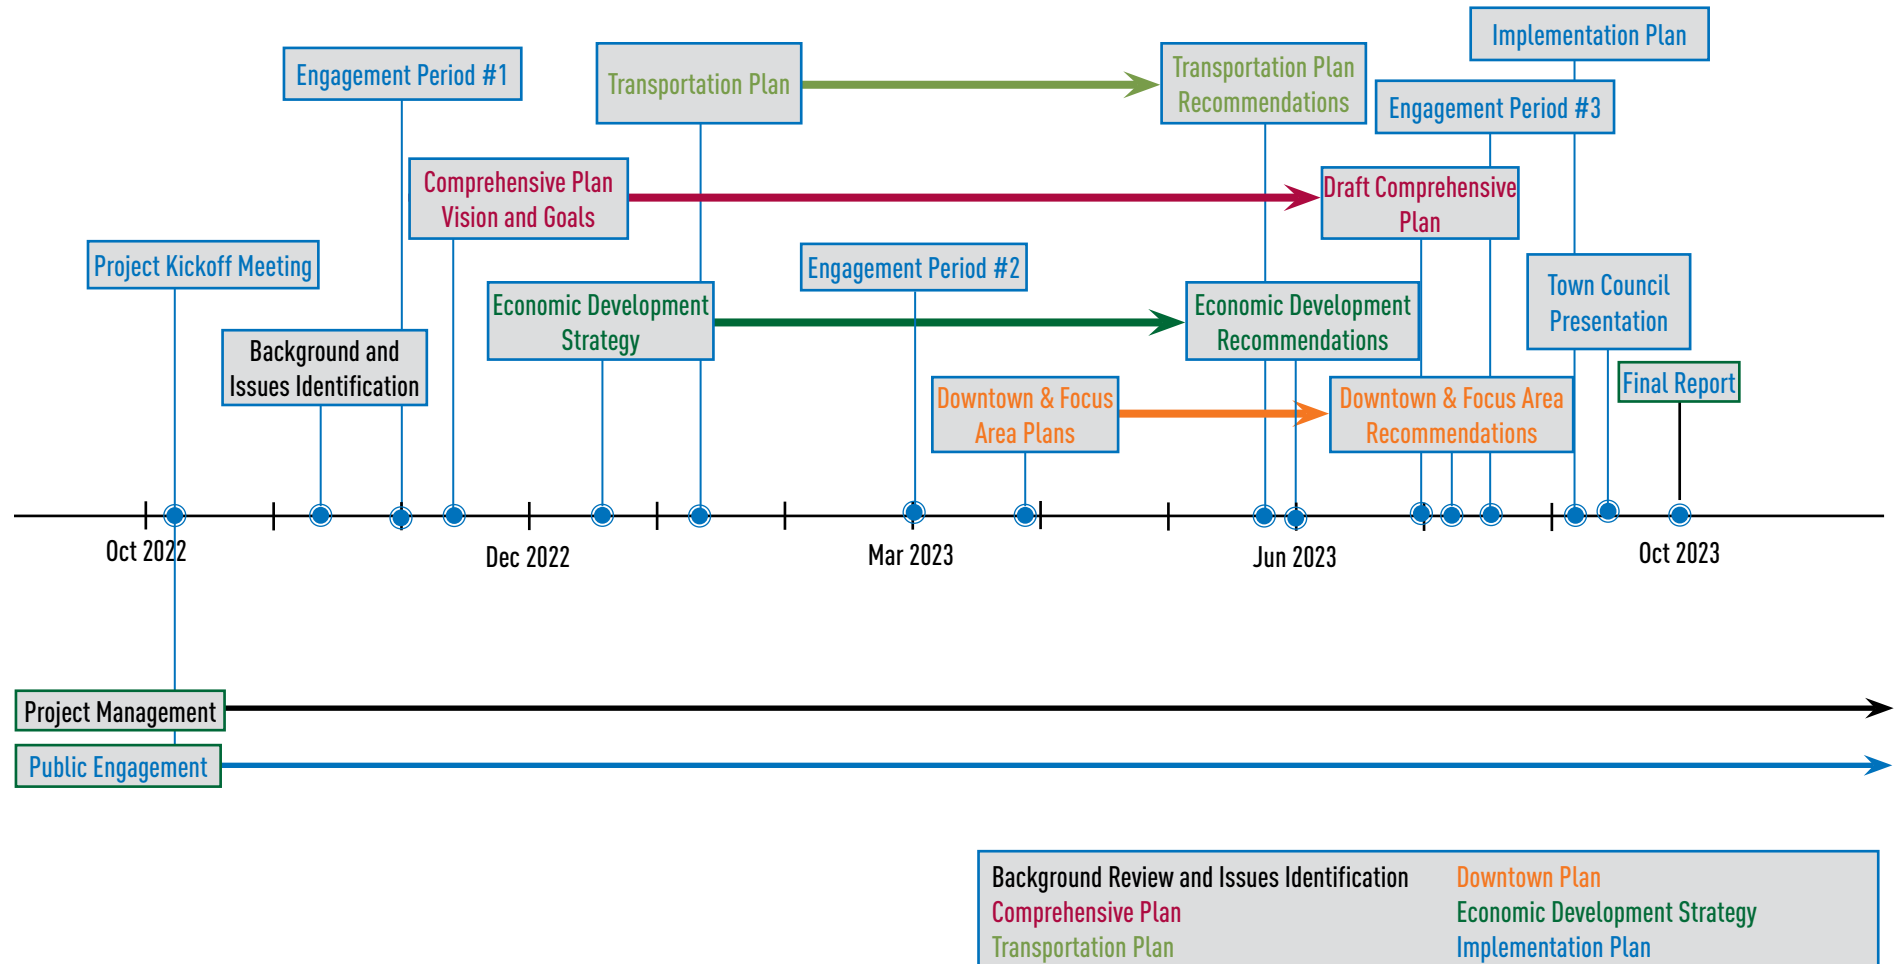 Implementation Plan
Engagement Period #1
Transportation Plan
Transportation Plan
Recommendations
Engagement Period #3
Comprehensive Plan
Vision and Goals
Draft Comprehensive
Plan
Project Kickoff Meeting
Engagement Period #2
Economic Development
Strategy
Economic Development
Recommendations
Town Council
Presentation
Background and
Issues Identification
Downtown & Focus
Area Plans
Downtown & Focus Area
Recommendations
Final Report
Oct 2022
Dec 2022
Mar 2023
Jun 2023
Oct 2023
Project Management
Public Engagement
Background Review and Issues Identification
Comprehensive Plan
Transportation Plan
Downtown Plan
Economic Development Strategy
Implementation Plan